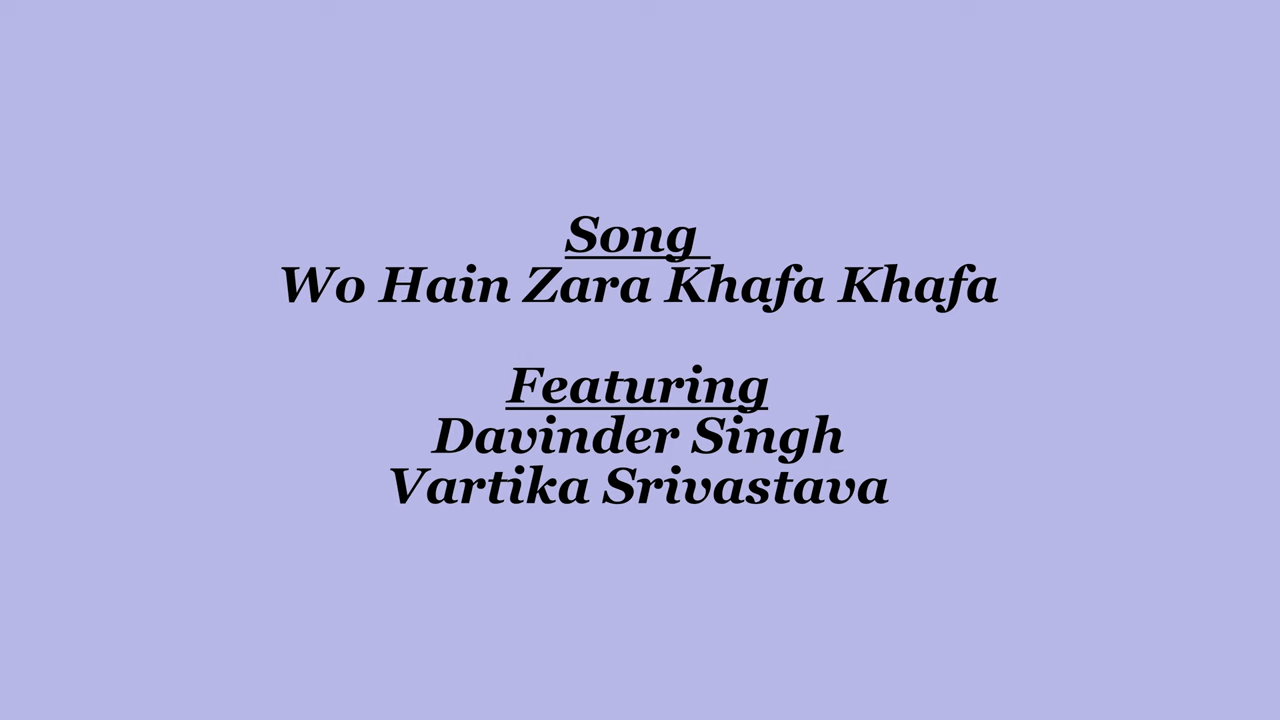 Song
Wo Hain Zara Khafa Khafa
Featuring
Davinder Singh
Vartika Srivastava